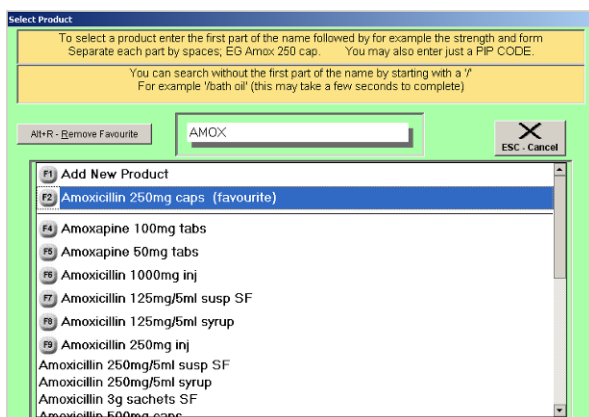 Select Product
To select a product enter the first part of the name followed by for example the strength and form
Separate each part by spaces; EG Amox 250 cap. You may also enter just a PIP CODE.
You can search without the first part of the name by starting with a '/'
For example '/bath oil' (this may take a few seconds to complete)
Alt+R - Remove Favourite
AMOX
ESC - Cancel
F1 Add New Product
F2 Amoxicillin 250mg caps (favourite)
F4 Amoxapine 100mg tabs
F5 Amoxapine 50mg tabs
F6 Amoxicillin 1000mg inj
F7 Amoxicillin 125mg/5ml susp SF
F8 Amoxicillin 125mg/5ml syrup
F9 Amoxicillin 250mg inj
Amoxicillin 250mg/5ml susp SF
Amoxicillin 250mg/5ml syrup
Amoxicillin 3g sachets SF
Amoxicillin 500mg caps